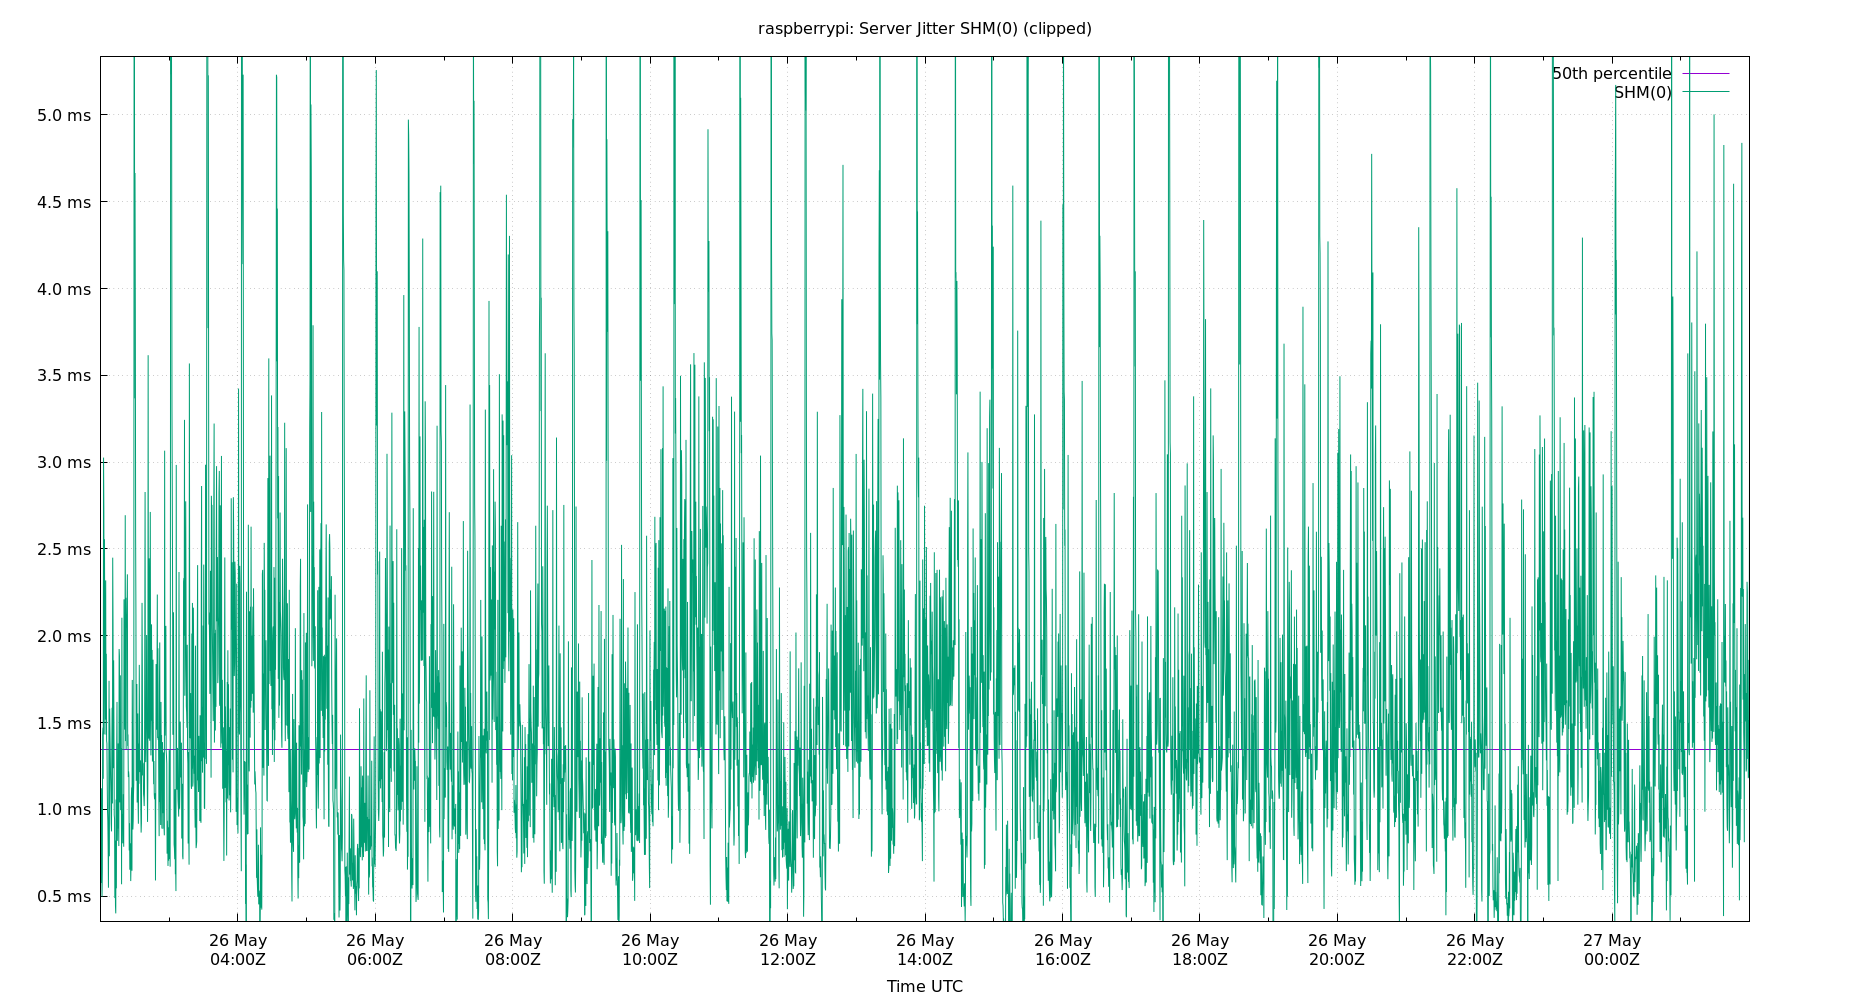 raspberrypi: Server Jitter SHM(0) (clipped)
50th percentile
SHM(0)
5.0 ms
4.5 ms
4.0 ms
3.5 ms
3.0 ms
2.5 ms
2.0 ms
1.5 ms
1.0 ms
0.5 ms
26 May 26 May 26 May 26 May 26 May 26 May 26 May 26 May 26 May 26 May 27 May
04:00Z 06:00Z 08:00Z 10:00Z 12:00Z 14:00Z 16:00Z 18:00Z 20:00Z 22:00Z 00:00Z
Time UTC